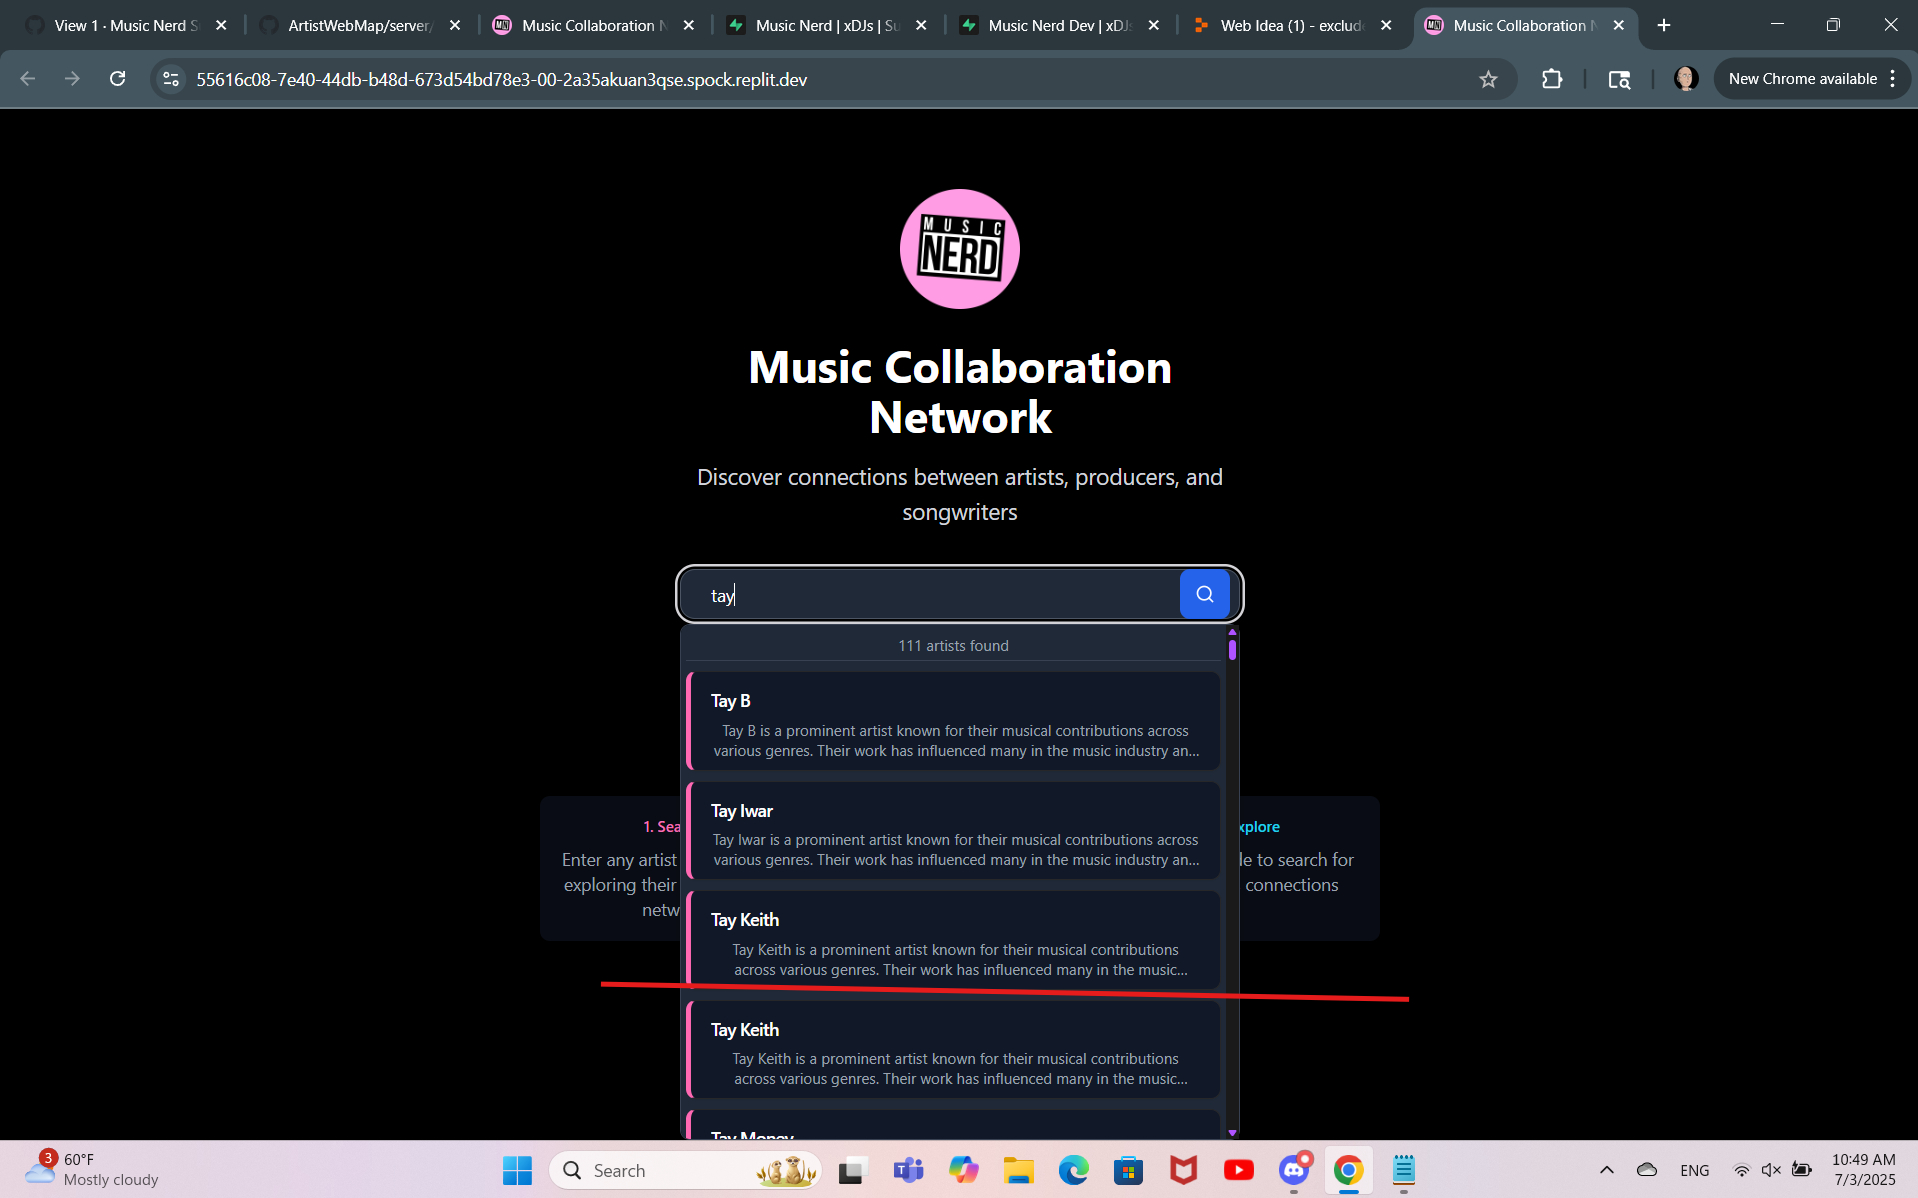 View 1 · Music Nerd S
ArtistWebMap/server/
Music Collaboration N
Music Nerd | xDJs | Su
Music Nerd Dev | xDJs
Web Idea (1) - exclude
Music Collaboration N
55616c08-7e40-44db-b48d-673d54bd78e3-00-2a35akuan3qse.spock.replit.dev
New Chrome available
MUSIC
NERD
Music Collaboration
Network
Discover connections between artists, producers, and
songwriters
tay
111 artists found
Tay B
Tay B is a prominent artist known for their musical contributions across
various genres. Their work has influenced many in the music industry an...
Tay Iwar
Tay Iwar is a prominent artist known for their musical contributions across
various genres. Their work has influenced many in the music industry an...
Tay Keith
Tay Keith is a prominent artist known for their musical contributions
across various genres. Their work has influenced many in the music...
Tay Keith
Tay Keith is a prominent artist known for their musical contributions
across various genres. Their work has influenced many in the music...
Tay Money
1. Sea
Enter any artist
exploring their
netw
xplore
le to search for
connections
3
60°F
Mostly cloudy
Search
ENG
10:49 AM
7/3/2025